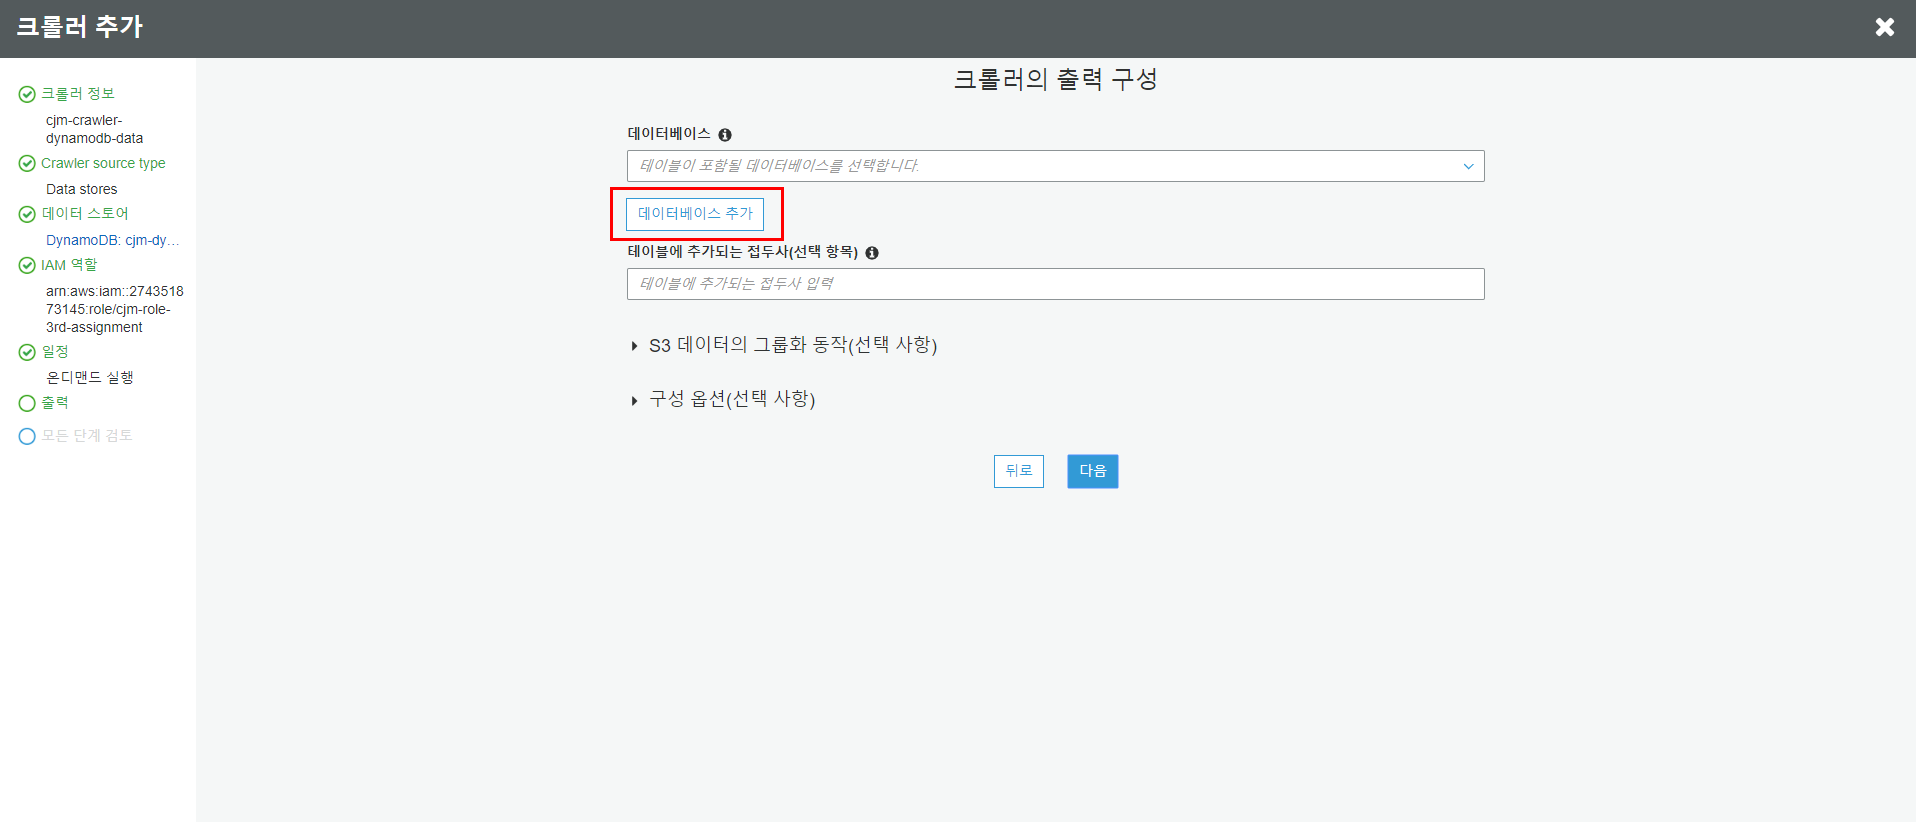 크롤러 추가
크롤러 정보
cjm-crawler-
dynamodb-data
Crawler source type
Data stores
데이터 스토어
DynamoDB: cjm-dy…
IAM 역할
arn:aws:iam::2743518
73145:role/cjm-role-
3rd-assignment
일정
온디맨드 실행
출력
모든 단계 검토
크롤러의 출력 구성
데이터베이스
테이블이 포함될 데이터베이스를 선택합니다.
데이터베이스 추가
테이블에 추가되는 접두사(선택 항목)
테이블에 추가되는 접두사 입력
S3 데이터의 그룹화 동작(선택 사항)
구성 옵션(선택 사항)
뒤로
다음